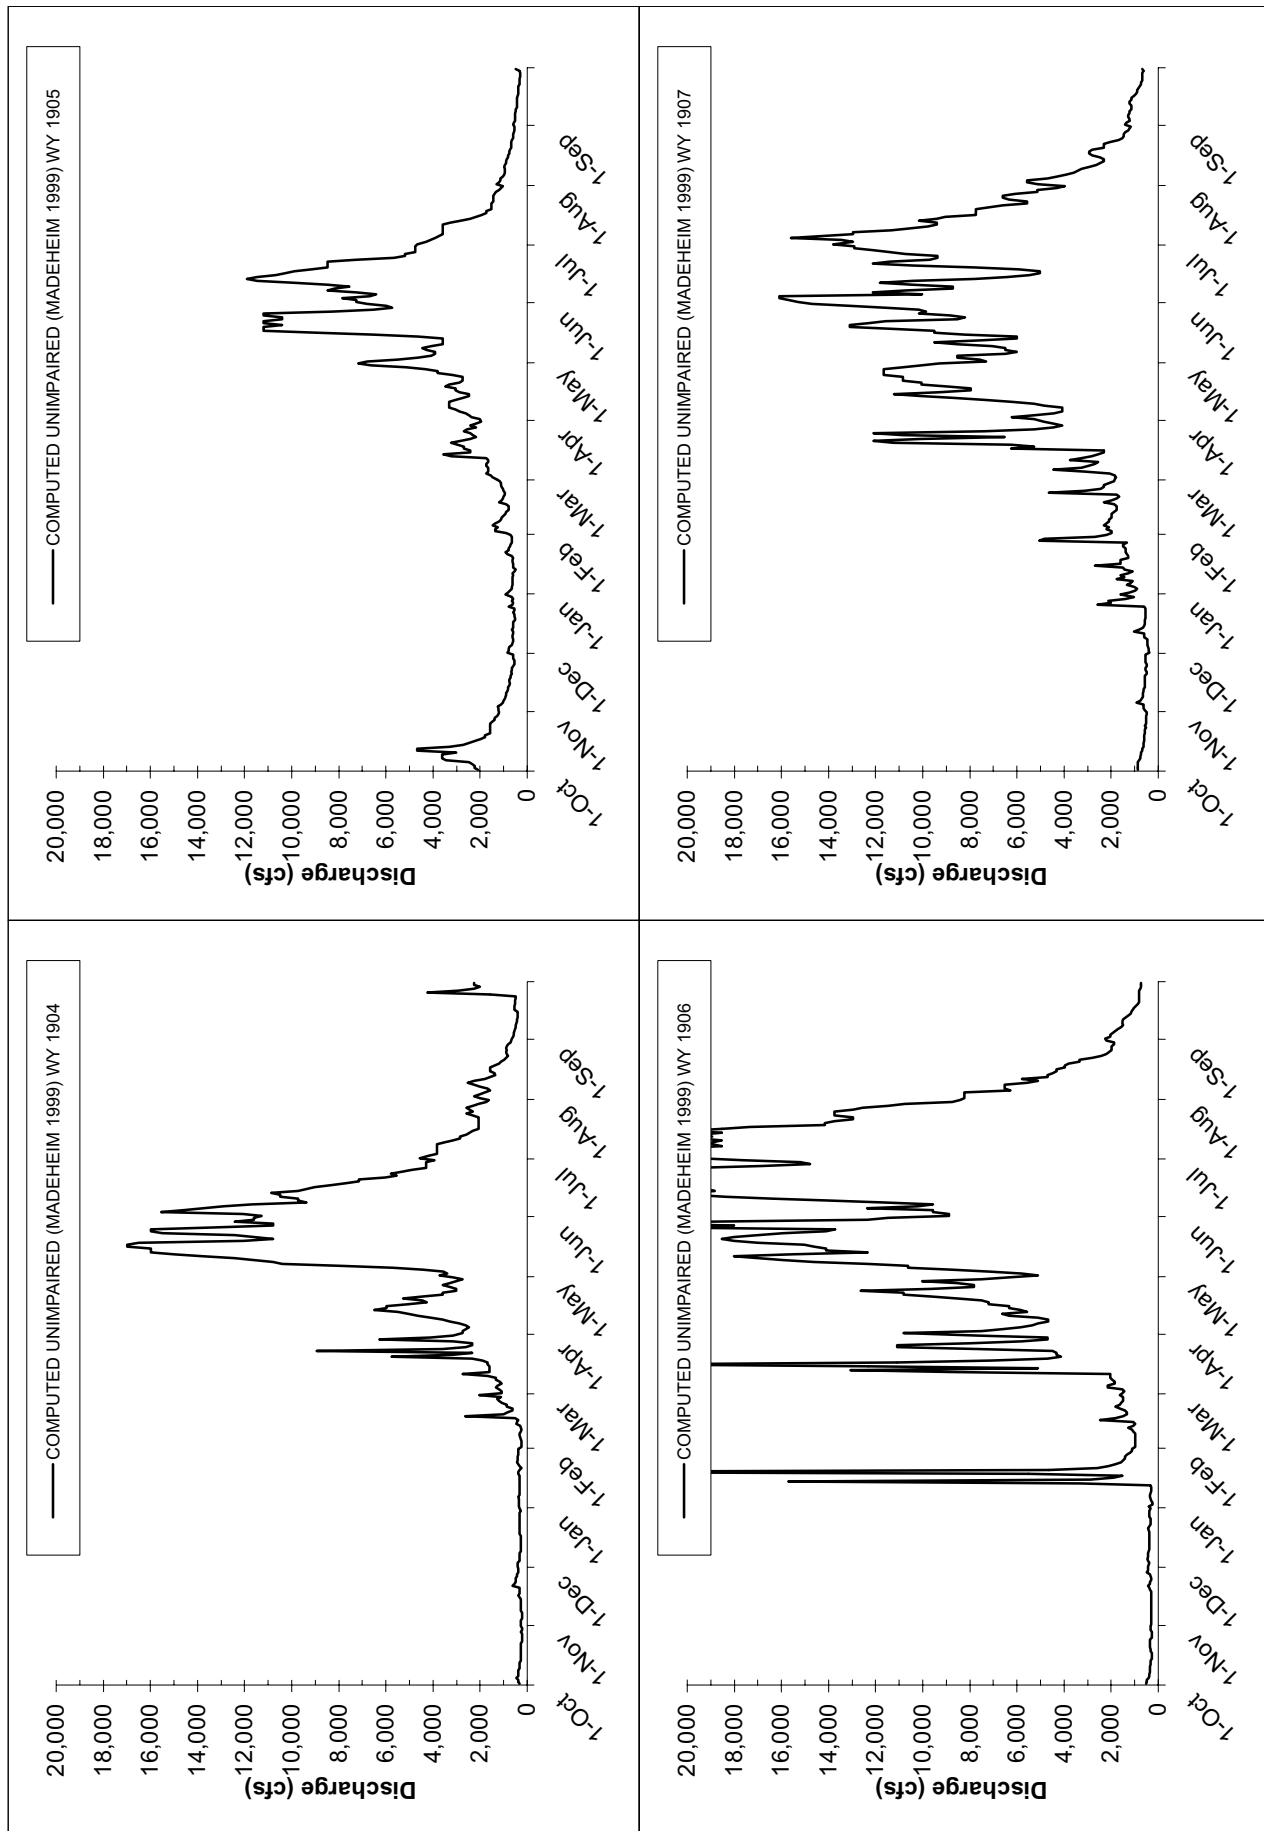 COMPUTED UNIMPAIRED (MADEHEIM 1999) WY 1904
20,000
18,000
16,000
14,000
12,000
10,000
8,000
6,000
4,000
2,000
0
Discharge (cfs)
1-Oct
1-Nov
1-Dec
1-Jan
1-Feb
1-Mar
1-Apr
1-May
1-Jun
1-Jul
1-Aug
1-Sep
COMPUTED UNIMPAIRED (MADEHEIM 1999) WY 1905
20,000
18,000
16,000
14,000
12,000
10,000
8,000
6,000
4,000
2,000
0
Discharge (cfs)
1-Oct
1-Nov
1-Dec
1-Jan
1-Feb
1-Mar
1-Apr
1-May
1-Jun
1-Jul
1-Aug
1-Sep
COMPUTED UNIMPAIRED (MADEHEIM 1999) WY 1906
20,000
18,000
16,000
14,000
12,000
10,000
8,000
6,000
4,000
2,000
0
Discharge (cfs)
1-Oct
1-Nov
1-Dec
1-Jan
1-Feb
1-Mar
1-Apr
1-May
1-Jun
1-Jul
1-Aug
1-Sep
COMPUTED UNIMPAIRED (MADEHEIM 1999) WY 1907
20,000
18,000
16,000
14,000
12,000
10,000
8,000
6,000
4,000
2,000
0
Discharge (cfs)
1-Oct
1-Nov
1-Dec
1-Jan
1-Feb
1-Mar
1-Apr
1-May
1-Jun
1-Jul
1-Aug
1-Sep